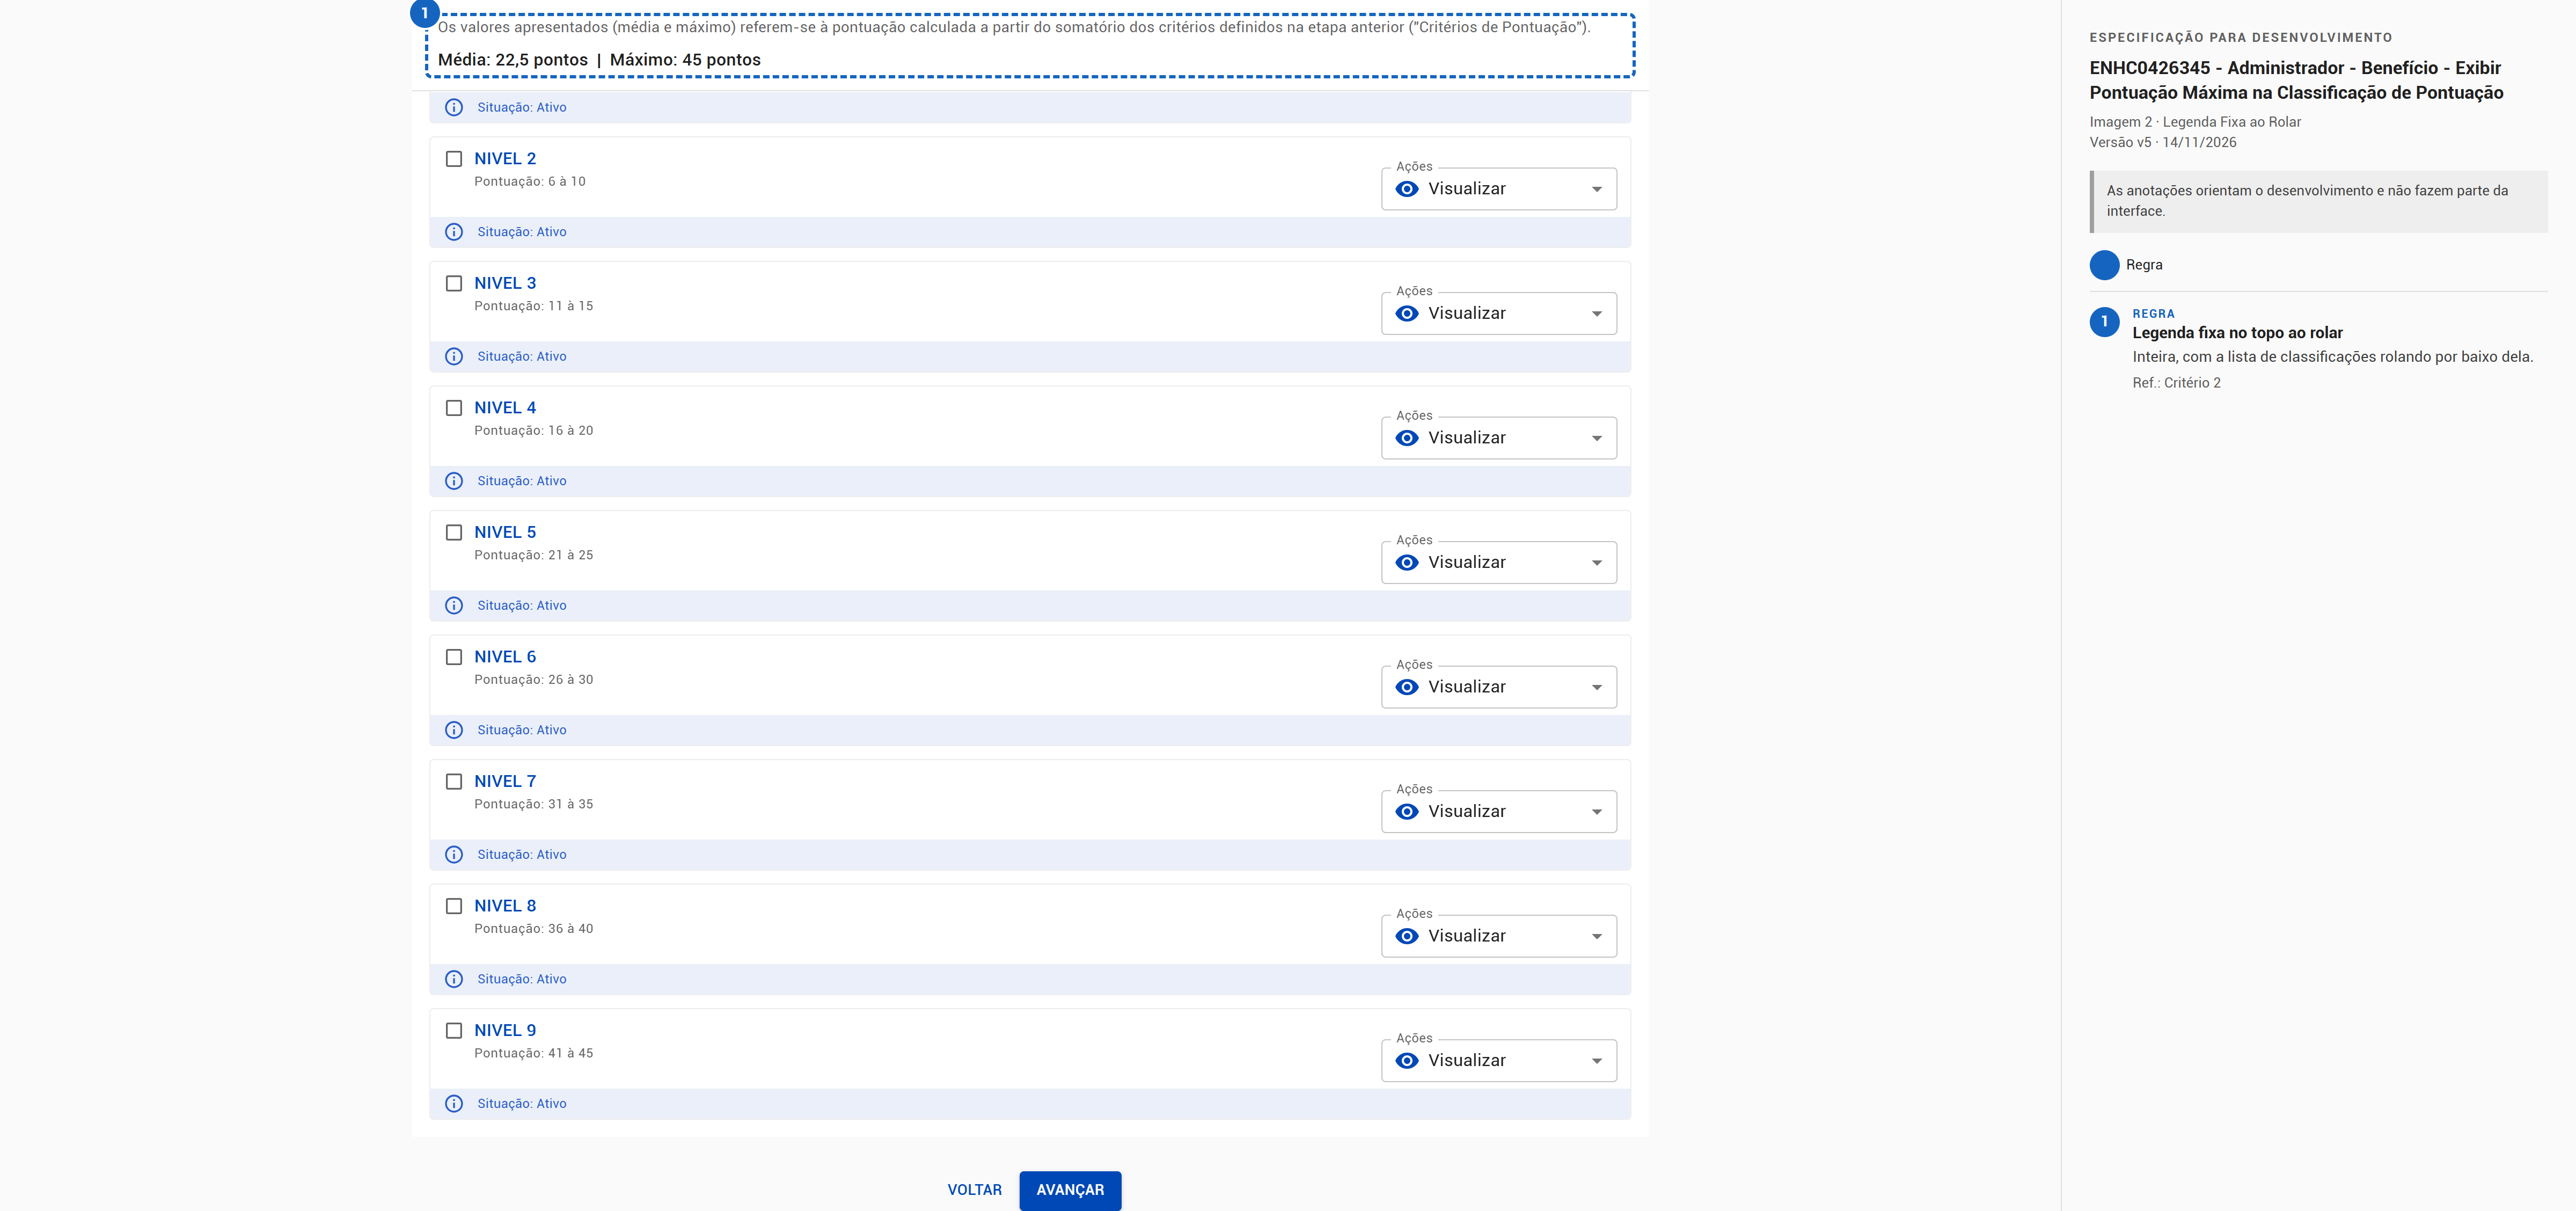 1
Os valores apresentados (média e máximo) referem-se à pontuação calculada a partir do somatório dos critérios definidos na etapa anterior ("Critérios de Pontuação").
Média: 22,5 pontos | Máximo: 45 pontos
Situação: Ativo
NIVEL 2
Pontuação: 6 à 10
Ações
Visualizar
Situação: Ativo
NIVEL 3
Pontuação: 11 à 15
Ações
Visualizar
Situação: Ativo
NIVEL 4
Pontuação: 16 à 20
Ações
Visualizar
Situação: Ativo
NIVEL 5
Pontuação: 21 à 25
Ações
Visualizar
Situação: Ativo
NIVEL 6
Pontuação: 26 à 30
Ações
Visualizar
Situação: Ativo
NIVEL 7
Pontuação: 31 à 35
Ações
Visualizar
Situação: Ativo
NIVEL 8
Pontuação: 36 à 40
Ações
Visualizar
Situação: Ativo
NIVEL 9
Pontuação: 41 à 45
Ações
Visualizar
Situação: Ativo
VOLTAR
AVANÇAR
ESPECIFICAÇÃO PARA DESENVOLVIMENTO
ENHC0426345 - Administrador - Benefício - Exibir
Pontuação Máxima na Classificação de Pontuação
Imagem 2 · Legenda Fixa ao Rolar
Versão v5 · 14/11/2026
As anotações orientam o desenvolvimento e não fazem parte da
interface.
Regra
1
REGRA
Legenda fixa no topo ao rolar
Inteira, com a lista de classificações rolando por baixo dela.
Ref.: Critério 2